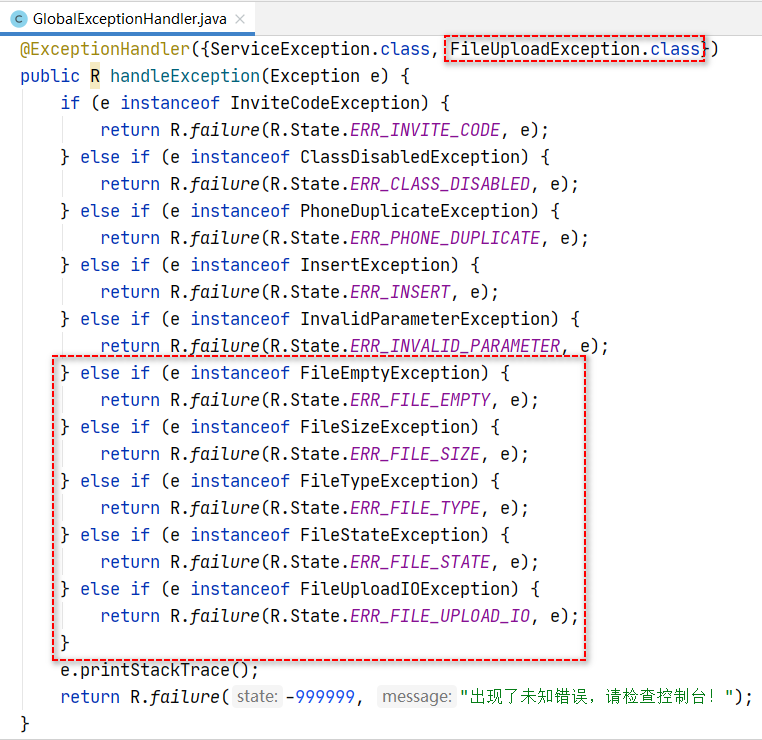 GlobalExceptionHandler.java
@ExceptionHandler({ServiceException.class, FileUploadException.class})
public R handleException(Exception e) {
if (e instanceof InviteCodeException) {
return R.failure(R.State.ERR_INVITE_CODE, e);
} else if (e instanceof ClassDisabledException) {
return R.failure(R.State.ERR_CLASS_DISABLED, e);
} else if (e instanceof PhoneDuplicateException) {
return R.failure(R.State.ERR_PHONE_DUPLICATE, e);
} else if (e instanceof InsertException) {
return R.failure(R.State.ERR_INSERT, e);
} else if (e instanceof InvalidParameterException) {
return R.failure(R.State.ERR_INVALID_PARAMETER, e);
} else if (e instanceof FileEmptyException) {
return R.failure(R.State.ERR_FILE_EMPTY, e);
} else if (e instanceof FileSizeException) {
return R.failure(R.State.ERR_FILE_SIZE, e);
} else if (e instanceof FileTypeException) {
return R.failure(R.State.ERR_FILE_TYPE, e);
} else if (e instanceof FileStateException) {
return R.failure(R.State.ERR_FILE_STATE, e);
} else if (e instanceof FileUploadIOException) {
return R.failure(R.State.ERR_FILE_UPLOAD_IO, e);
}
e.printStackTrace();
return R.failure( state: -999999, message: "出现了未知错误，请检查控制台！");
}